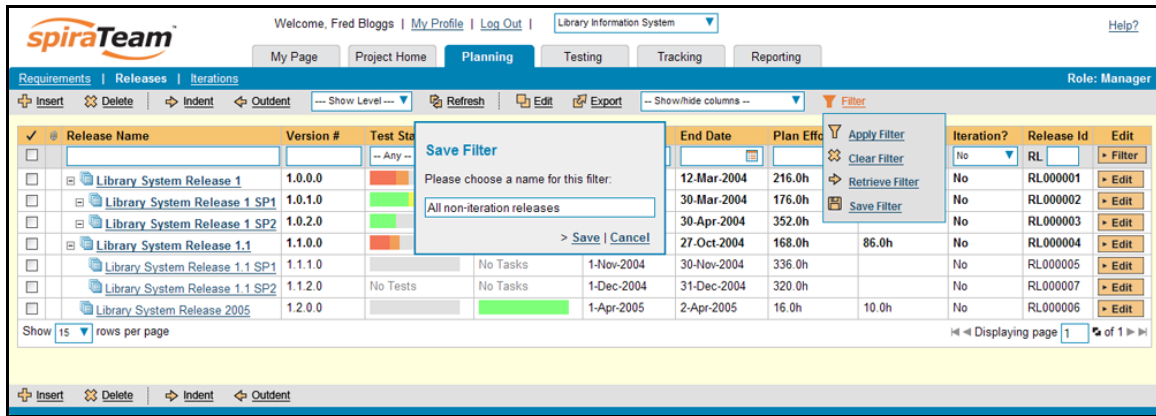 spiraTeam
Welcome, Fred Bloggs | My Profile | Log Out | Library Information System Help?
My Page Project Home Planning Testing Tracking Reporting
Requirements | Releases | Iterations Role: Manager
Insert Delete Indent Outdent --- Show Level --- Refresh Edit Export -- Show/hide columns -- Filter
Release Name Version # Test Sta End Date Plan Effo Iteration? Release Id Edit
-- Any -- No RL Filter
Library System Release 1 1.0.0.0 12-Mar-2004 216.0h No RL000001 Edit
Library System Release 1 SP1 1.0.1.0 30-Mar-2004 176.0h No RL000002 Edit
Library System Release 1 SP2 1.0.2.0 30-Apr-2004 352.0h No RL000003 Edit
Library System Release 1.1 1.1.0.0 27-Oct-2004 168.0h 86.0h No RL000004 Edit
Library System Release 1.1 SP1 1.1.1.0 No Tasks 1-Nov-2004 30-Nov-2004 336.0h No RL000005 Edit
Library System Release 1.1 SP2 1.1.2.0 No Tests No Tasks 1-Dec-2004 31-Dec-2004 320.0h No RL000007 Edit
Library System Release 2005 1.2.0.0 1-Apr-2005 2-Apr-2005 16.0h 10.0h No RL000006 Edit
Save Filter
Please choose a name for this filter:
All non-iteration releases
> Save | Cancel
Apply Filter
Clear Filter
Retrieve Filter
Save Filter
Show 15 rows per page Displaying page 1 of 1
Insert Delete Indent Outdent